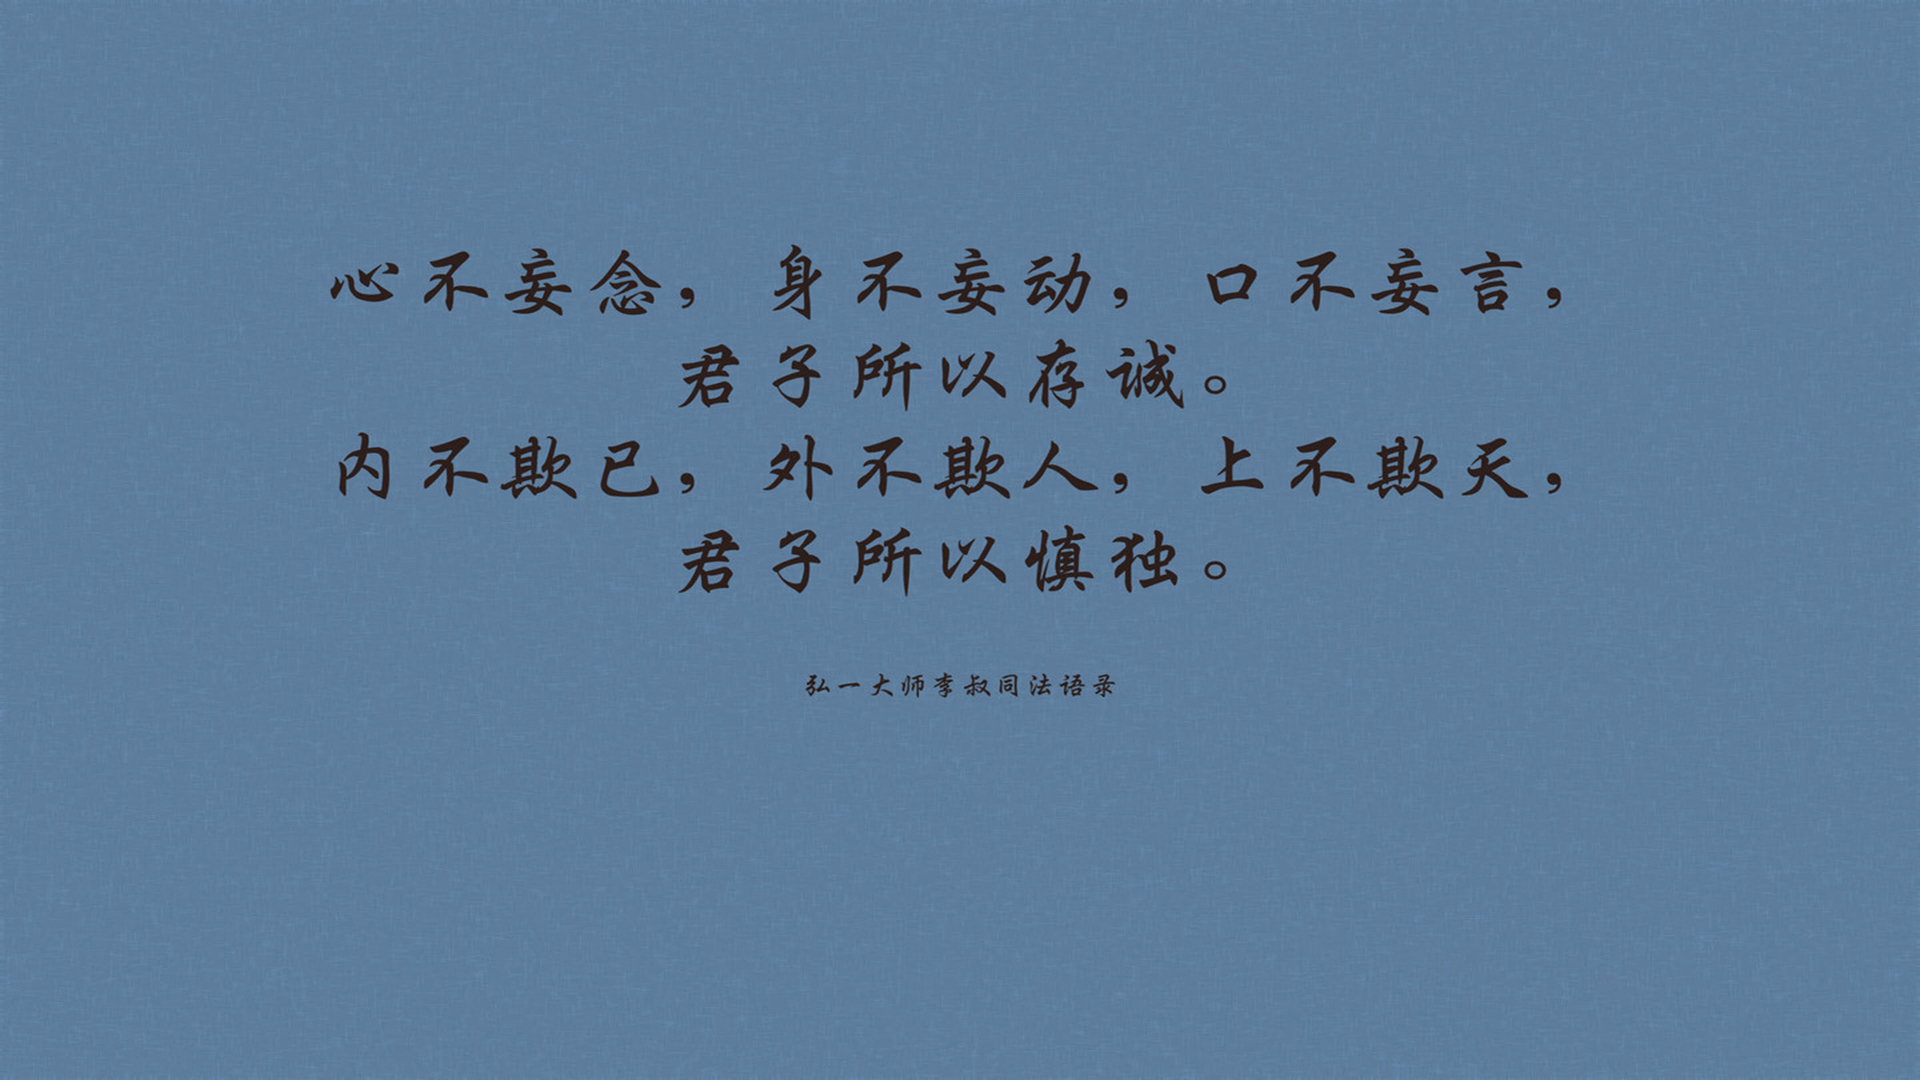 心不妄念，身不妄动，口不妄言，
君子所以存诚。
内不欺己，外不欺人，上不欺天，
君子所以慎独。
弘一大师李叔同法语录